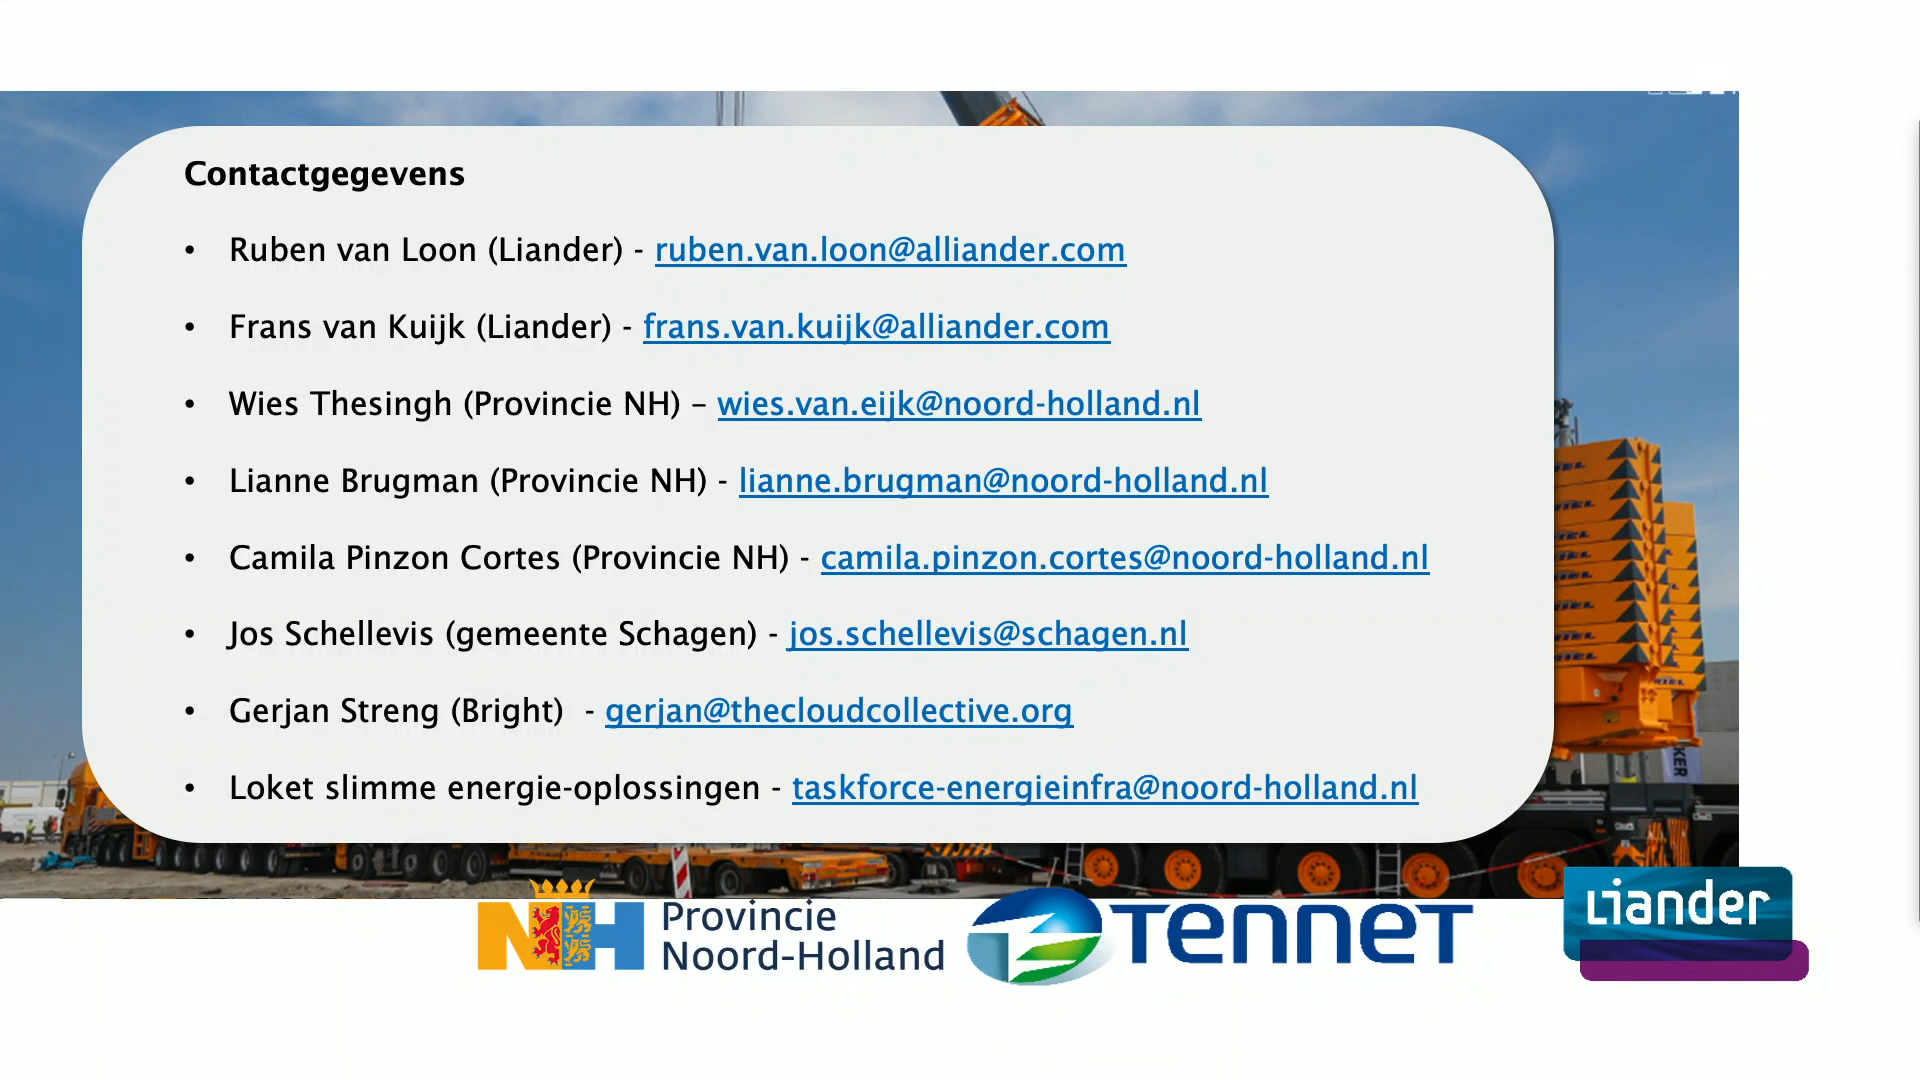 Contactgegevens
• Ruben van Loon (Liander) - ruben.van.loon@alliander.com
• Frans van Kuijk (Liander) - frans.van.kuijk@alliander.com
• Wies Thesingh (Provincie NH) – wies.van.eijk@noord-holland.nl
• Lianne Brugman (Provincie NH) - lianne.brugman@noord-holland.nl
• Camila Pinzon Cortes (Provincie NH) - camila.pinzon.cortes@noord-holland.nl
• Jos Schellevis (gemeente Schagen) - jos.schellevis@schagen.nl
• Gerjan Streng (Bright)  - gerjan@thecloudcollective.org
• Loket slimme energie-oplossingen - taskforce-energieinfra@noord-holland.nl
NH Provincie
Noord-Holland
TenneT
Liander